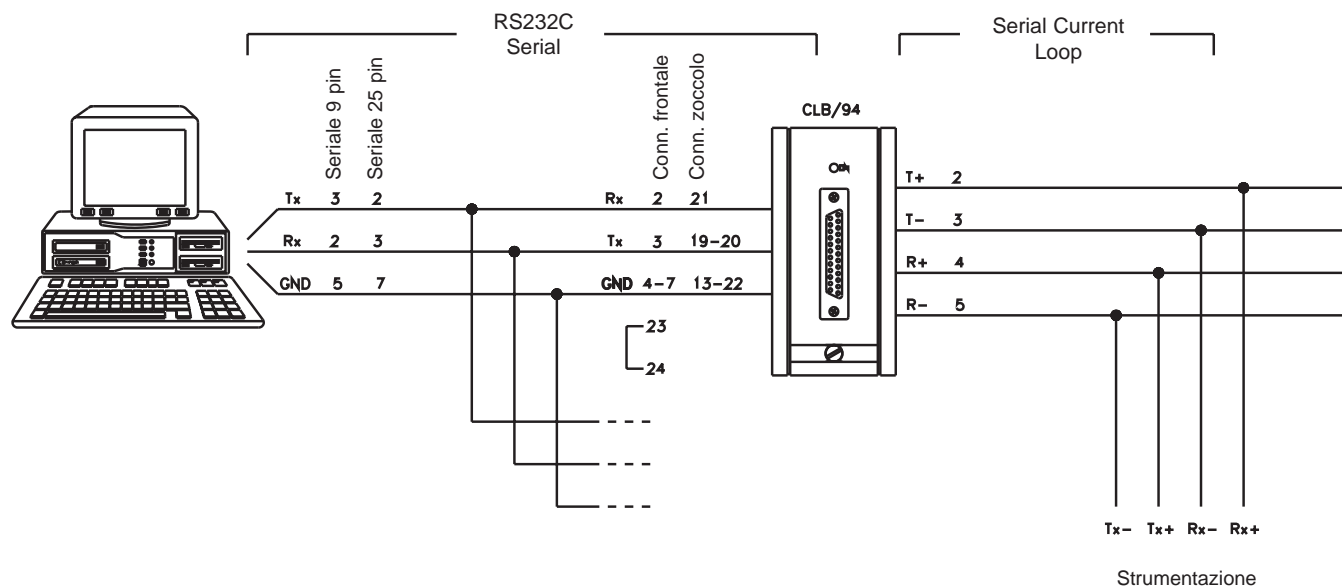 RS232C
Serial
Serial Current
Loop
Seriale 9 pin
Seriale 25 pin
Conn. frontale
Conn. zoccolo
CLB/94
Tx 3 2 Rx 2 21
Rx 2 3 Tx 3 19-20
GND 5 7 GND 4-7 13-22
23
24
T+ 2
T- 3
R+ 4
R- 5
Tx- Tx+ Rx- Rx+
Strumentazione